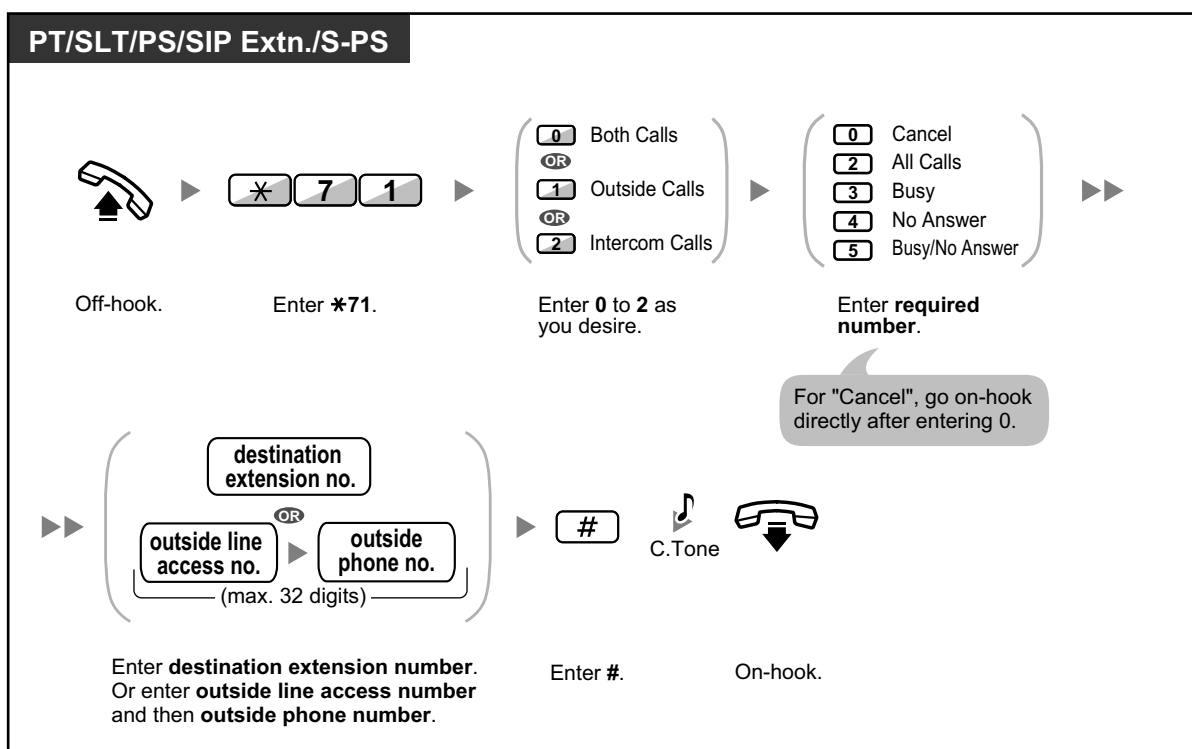 PT/SLT/PS/SIP Extn./S-PS
Off-hook.
✳ 7 1
Enter ✳71.
0 Both Calls
OR
1 Outside Calls
OR
2 Intercom Calls
Enter 0 to 2 as
you desire.
0 Cancel
2 All Calls
3 Busy
4 No Answer
5 Busy/No Answer
Enter required
number.
For "Cancel", go on-hook
directly after entering 0.
destination
extension no.
OR
outside line
access no.
outside
phone no.
(max. 32 digits)
Enter destination extension number.
Or enter outside line access number
and then outside phone number.
#
Enter #.
C.Tone
On-hook.